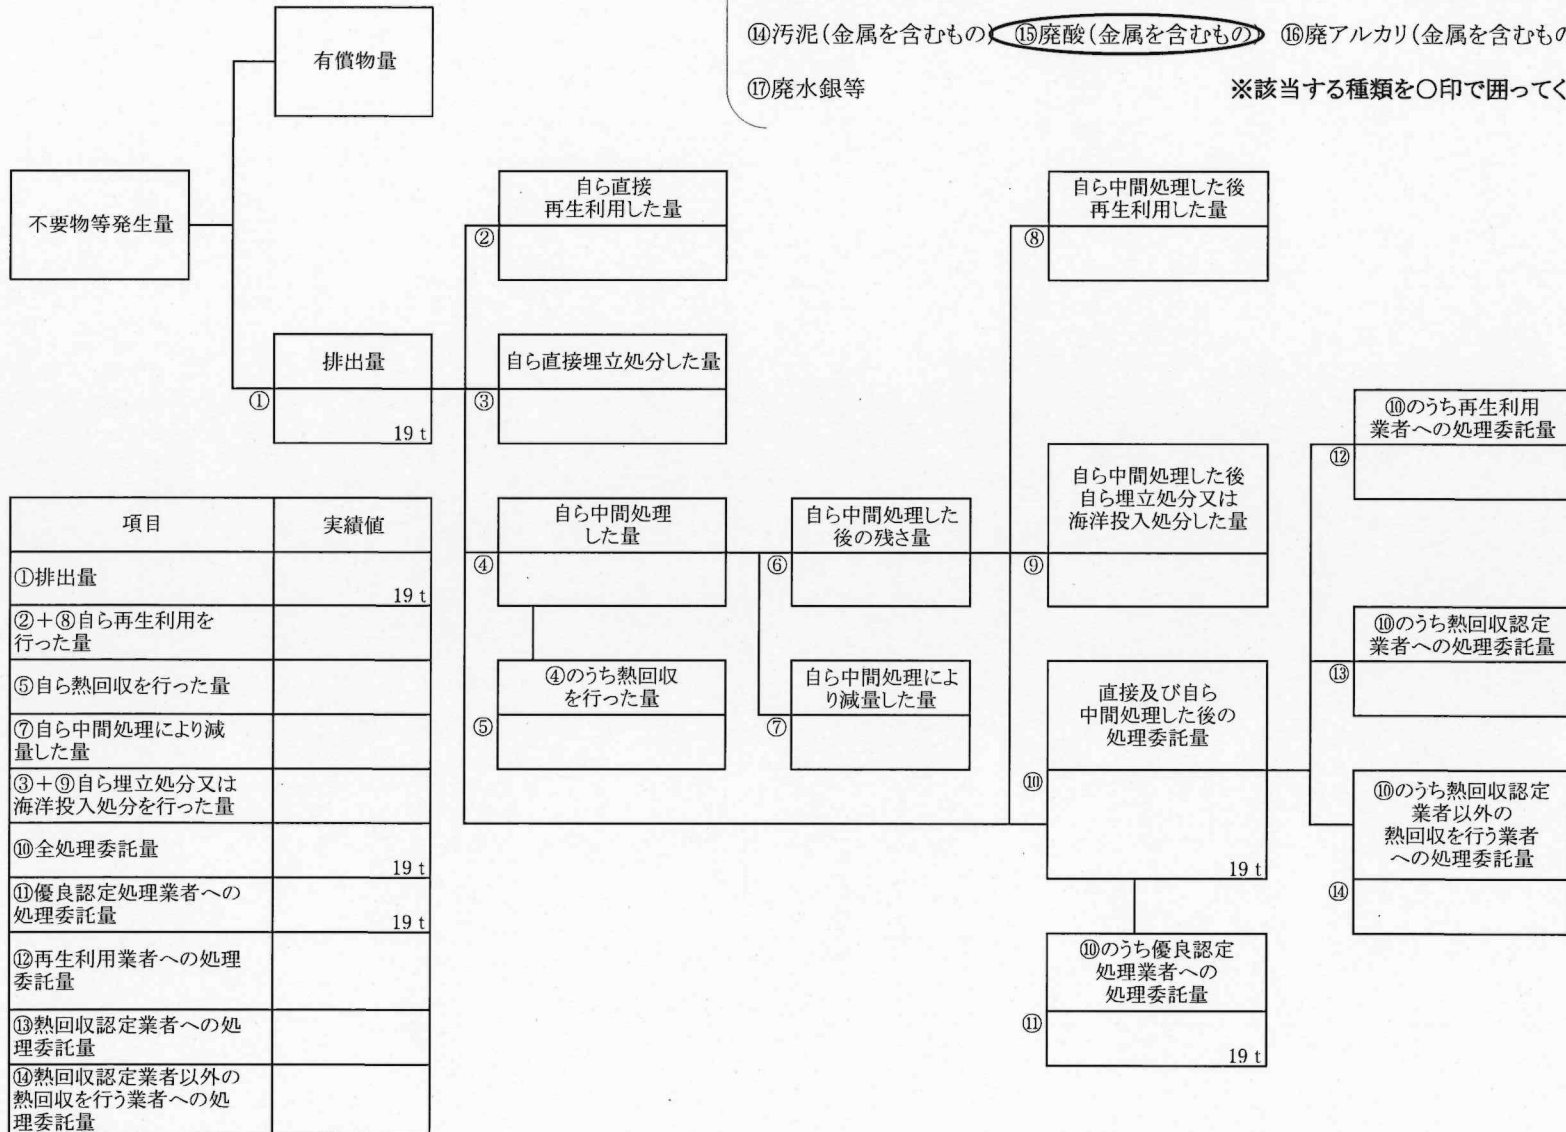 ⑭汚泥(金属を含むもの) ⑮廃酸(金属を含むもの) ⑯廃アルカリ(金属を含むもの
⑰廃水銀等
※該当する種類を○印で囲ってく
有償物量
不要物等発生量
排出量
①
19 t
自ら直接
再生利用した量
②
自ら直接埋立処分した量
③
自ら中間処理
した量
④
④のうち熱回収
を行った量
⑤
自ら中間処理した
後の残さ量
⑥
自ら中間処理によ
り減量した量
⑦
自ら中間処理した後
再生利用した量
⑧
自ら中間処理した後
自ら埋立処分又は
海洋投入処分した量
⑨
直接及び自ら
中間処理した後の
処理委託量
⑩
19 t
⑩のうち優良認定
処理業者への
処理委託量
⑪
19 t
⑩のうち再生利用
業者への処理委託量
⑫
⑩のうち熱回収認定
業者への処理委託量
⑬
⑩のうち熱回収認定
業者以外の
熱回収を行う業者
への処理委託量
⑭
項目 実績値
①排出量
19 t
②+⑧自ら再生利用を
行った量
⑤自ら熱回収を行った量
⑦自ら中間処理により減
量した量
③+⑨自ら埋立処分又は
海洋投入処分を行った量
⑩全処理委託量
19 t
⑪優良認定処理業者への
処理委託量
19 t
⑫再生利用業者への処理
委託量
⑬熱回収認定業者への処
理委託量
⑭熱回収認定業者以外の
熱回収を行う業者への処
理委託量